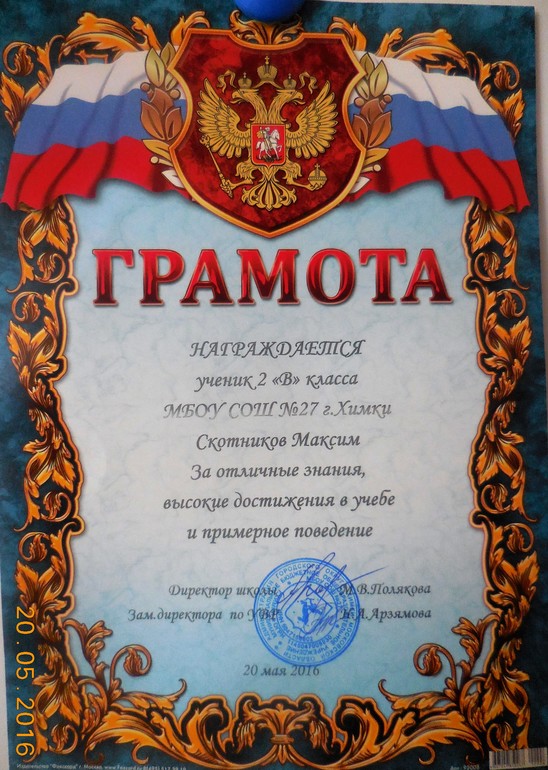 ГРАМОТА
НАГРАЖДАЕТСЯ
ученик 2 «В» класса
МБОУ СОШ №27 г.Химки
Скотников Максим
За отличные знания,
высокие достижения в учебе
и примерное поведение
Директор школы М.В.Полякова
Зам.директора по УВР Арзямова
20 мая 2016
20.05.2016